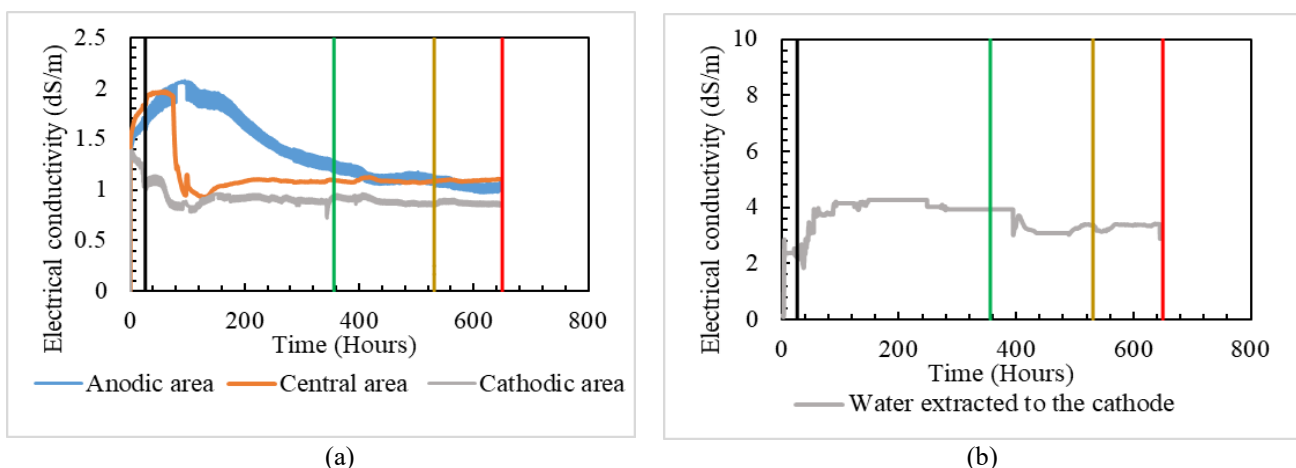 Electrical conductivity (dS/m)
2.5
2
1.5
1
0.5
0
0 200 400 600 800
Time (Hours)
Anodic area Central area Cathodic area
(a)
Electrical conductivity (dS/m)
10
8
6
4
2
0
0 200 400 600 800
Time (Hours)
Water extracted to the cathode
(b)